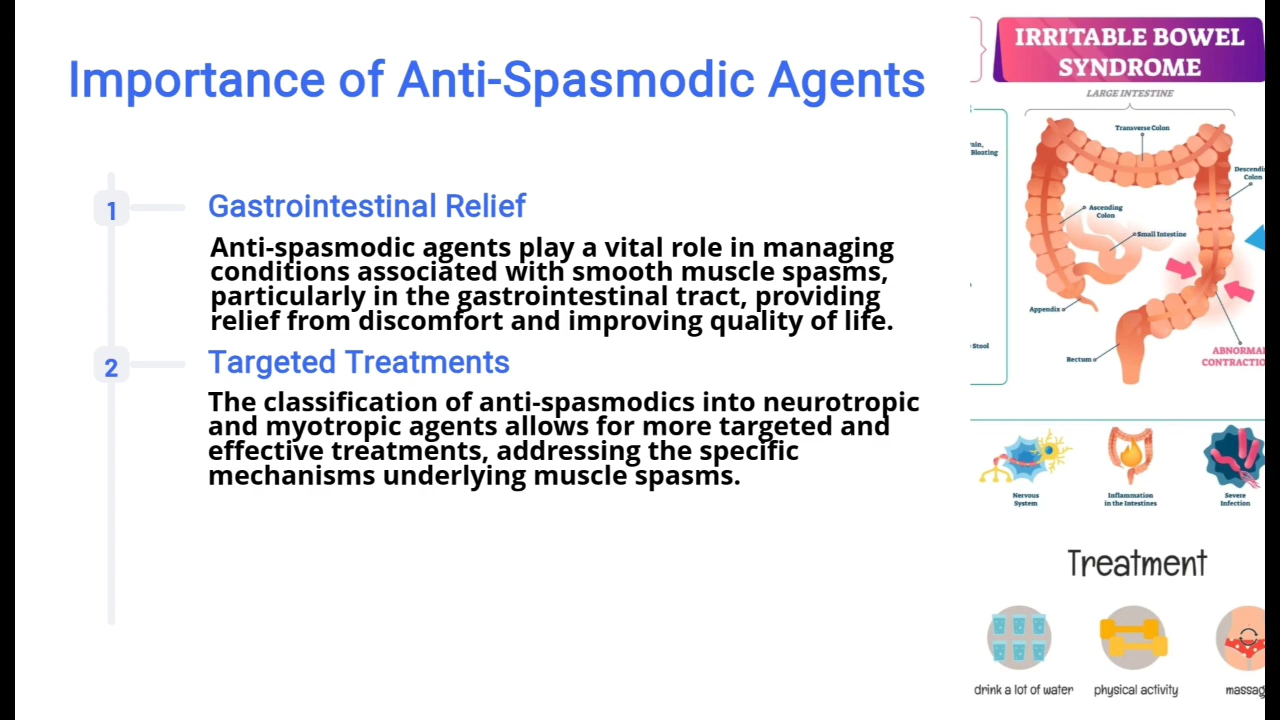 Importance of Anti-Spasmodic Agents
1
Gastrointestinal Relief
Anti-spasmodic agents play a vital role in managing
conditions associated with smooth muscle spasms,
particularly in the gastrointestinal tract, providing
relief from discomfort and improving quality of life.
2
Targeted Treatments
The classification of anti-spasmodics into neurotropic
and myotropic agents allows for more targeted and
effective treatments, addressing the specific
mechanisms underlying muscle spasms.
IRRITABLE BOWEL
SYNDROME
LARGE INTESTINE
Transverse Colon
Bloating
Colon
Ascending
Colon
Small Intestine
Appendix
Stool
Rectum
Nervous
System
Inflammation
in the Intestines
Severe
Infection
Treatment
drink a lot of water
physical activity